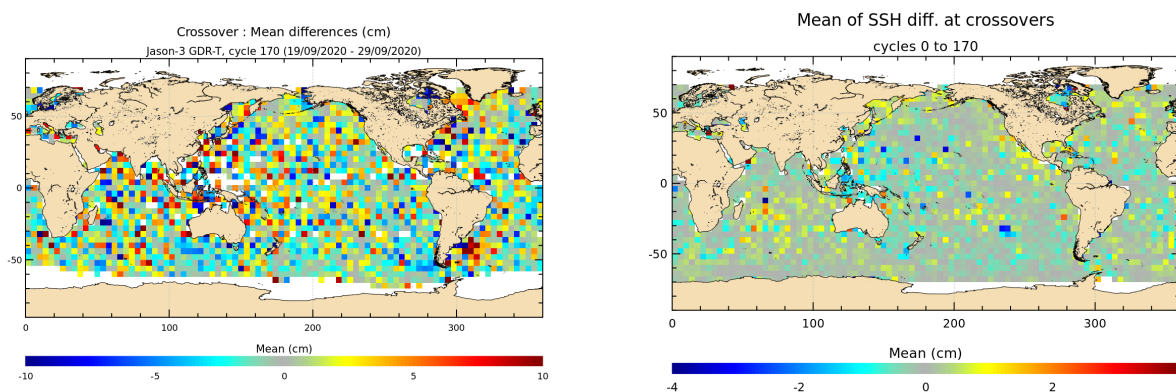 Crossover : Mean differences (cm)
Jason-3 GDR-T, cycle 170 (19/09/2020 - 29/09/2020)
50
0
-50
0 100 200 300
Mean (cm)
-10 -5 0 5 10
Mean of SSH diff. at crossovers
cycles 0 to 170
50
0
-50
0 100 200 300
Mean (cm)
-4 -2 0 2